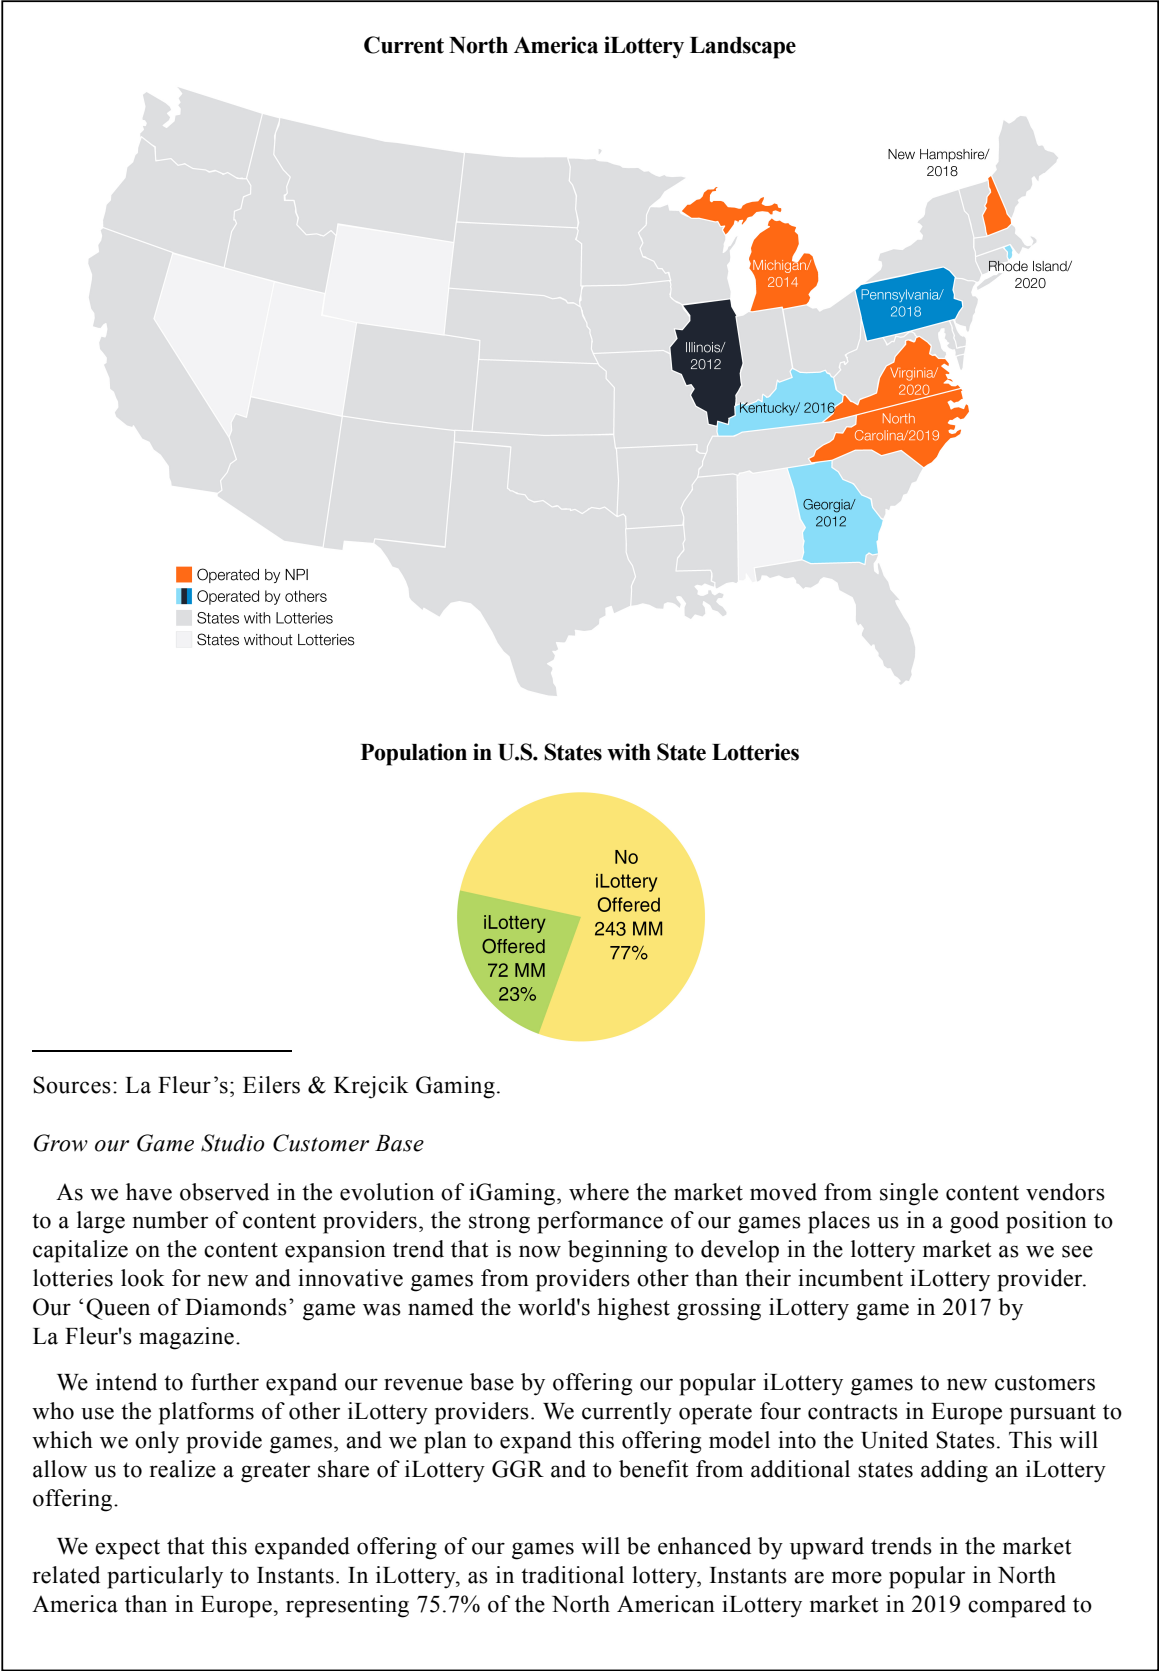 Current North America iLottery Landscape
New Hampshire/
2018
Michigan/
2014
Rhode Island/
2020
Pennsylvania/
2018
Illinois/
2012
Virginia/
2020
Kentucky/ 2016
North
Carolina/2019
Georgia/
2012
Operated by NPI
Operated by others
States with Lotteries
States without Lotteries
Population in U.S. States with State Lotteries
No
iLottery
Offered
243 MM
77%
iLottery
Offered
72 MM
23%
Sources: La Fleur’s; Eilers & Krejcik Gaming.
Grow our Game Studio Customer Base
As we have observed in the evolution of iGaming, where the market moved from single content vendors
to a large number of content providers, the strong performance of our games places us in a good position to
capitalize on the content expansion trend that is now beginning to develop in the lottery market as we see
lotteries look for new and innovative games from providers other than their incumbent iLottery provider.
Our ‘Queen of Diamonds’ game was named the world's highest grossing iLottery game in 2017 by
La Fleur's magazine.
We intend to further expand our revenue base by offering our popular iLottery games to new customers
who use the platforms of other iLottery providers. We currently operate four contracts in Europe pursuant to
which we only provide games, and we plan to expand this offering model into the United States. This will
allow us to realize a greater share of iLottery GGR and to benefit from additional states adding an iLottery
offering.
We expect that this expanded offering of our games will be enhanced by upward trends in the market
related particularly to Instants. In iLottery, as in traditional lottery, Instants are more popular in North
America than in Europe, representing 75.7% of the North American iLottery market in 2019 compared to